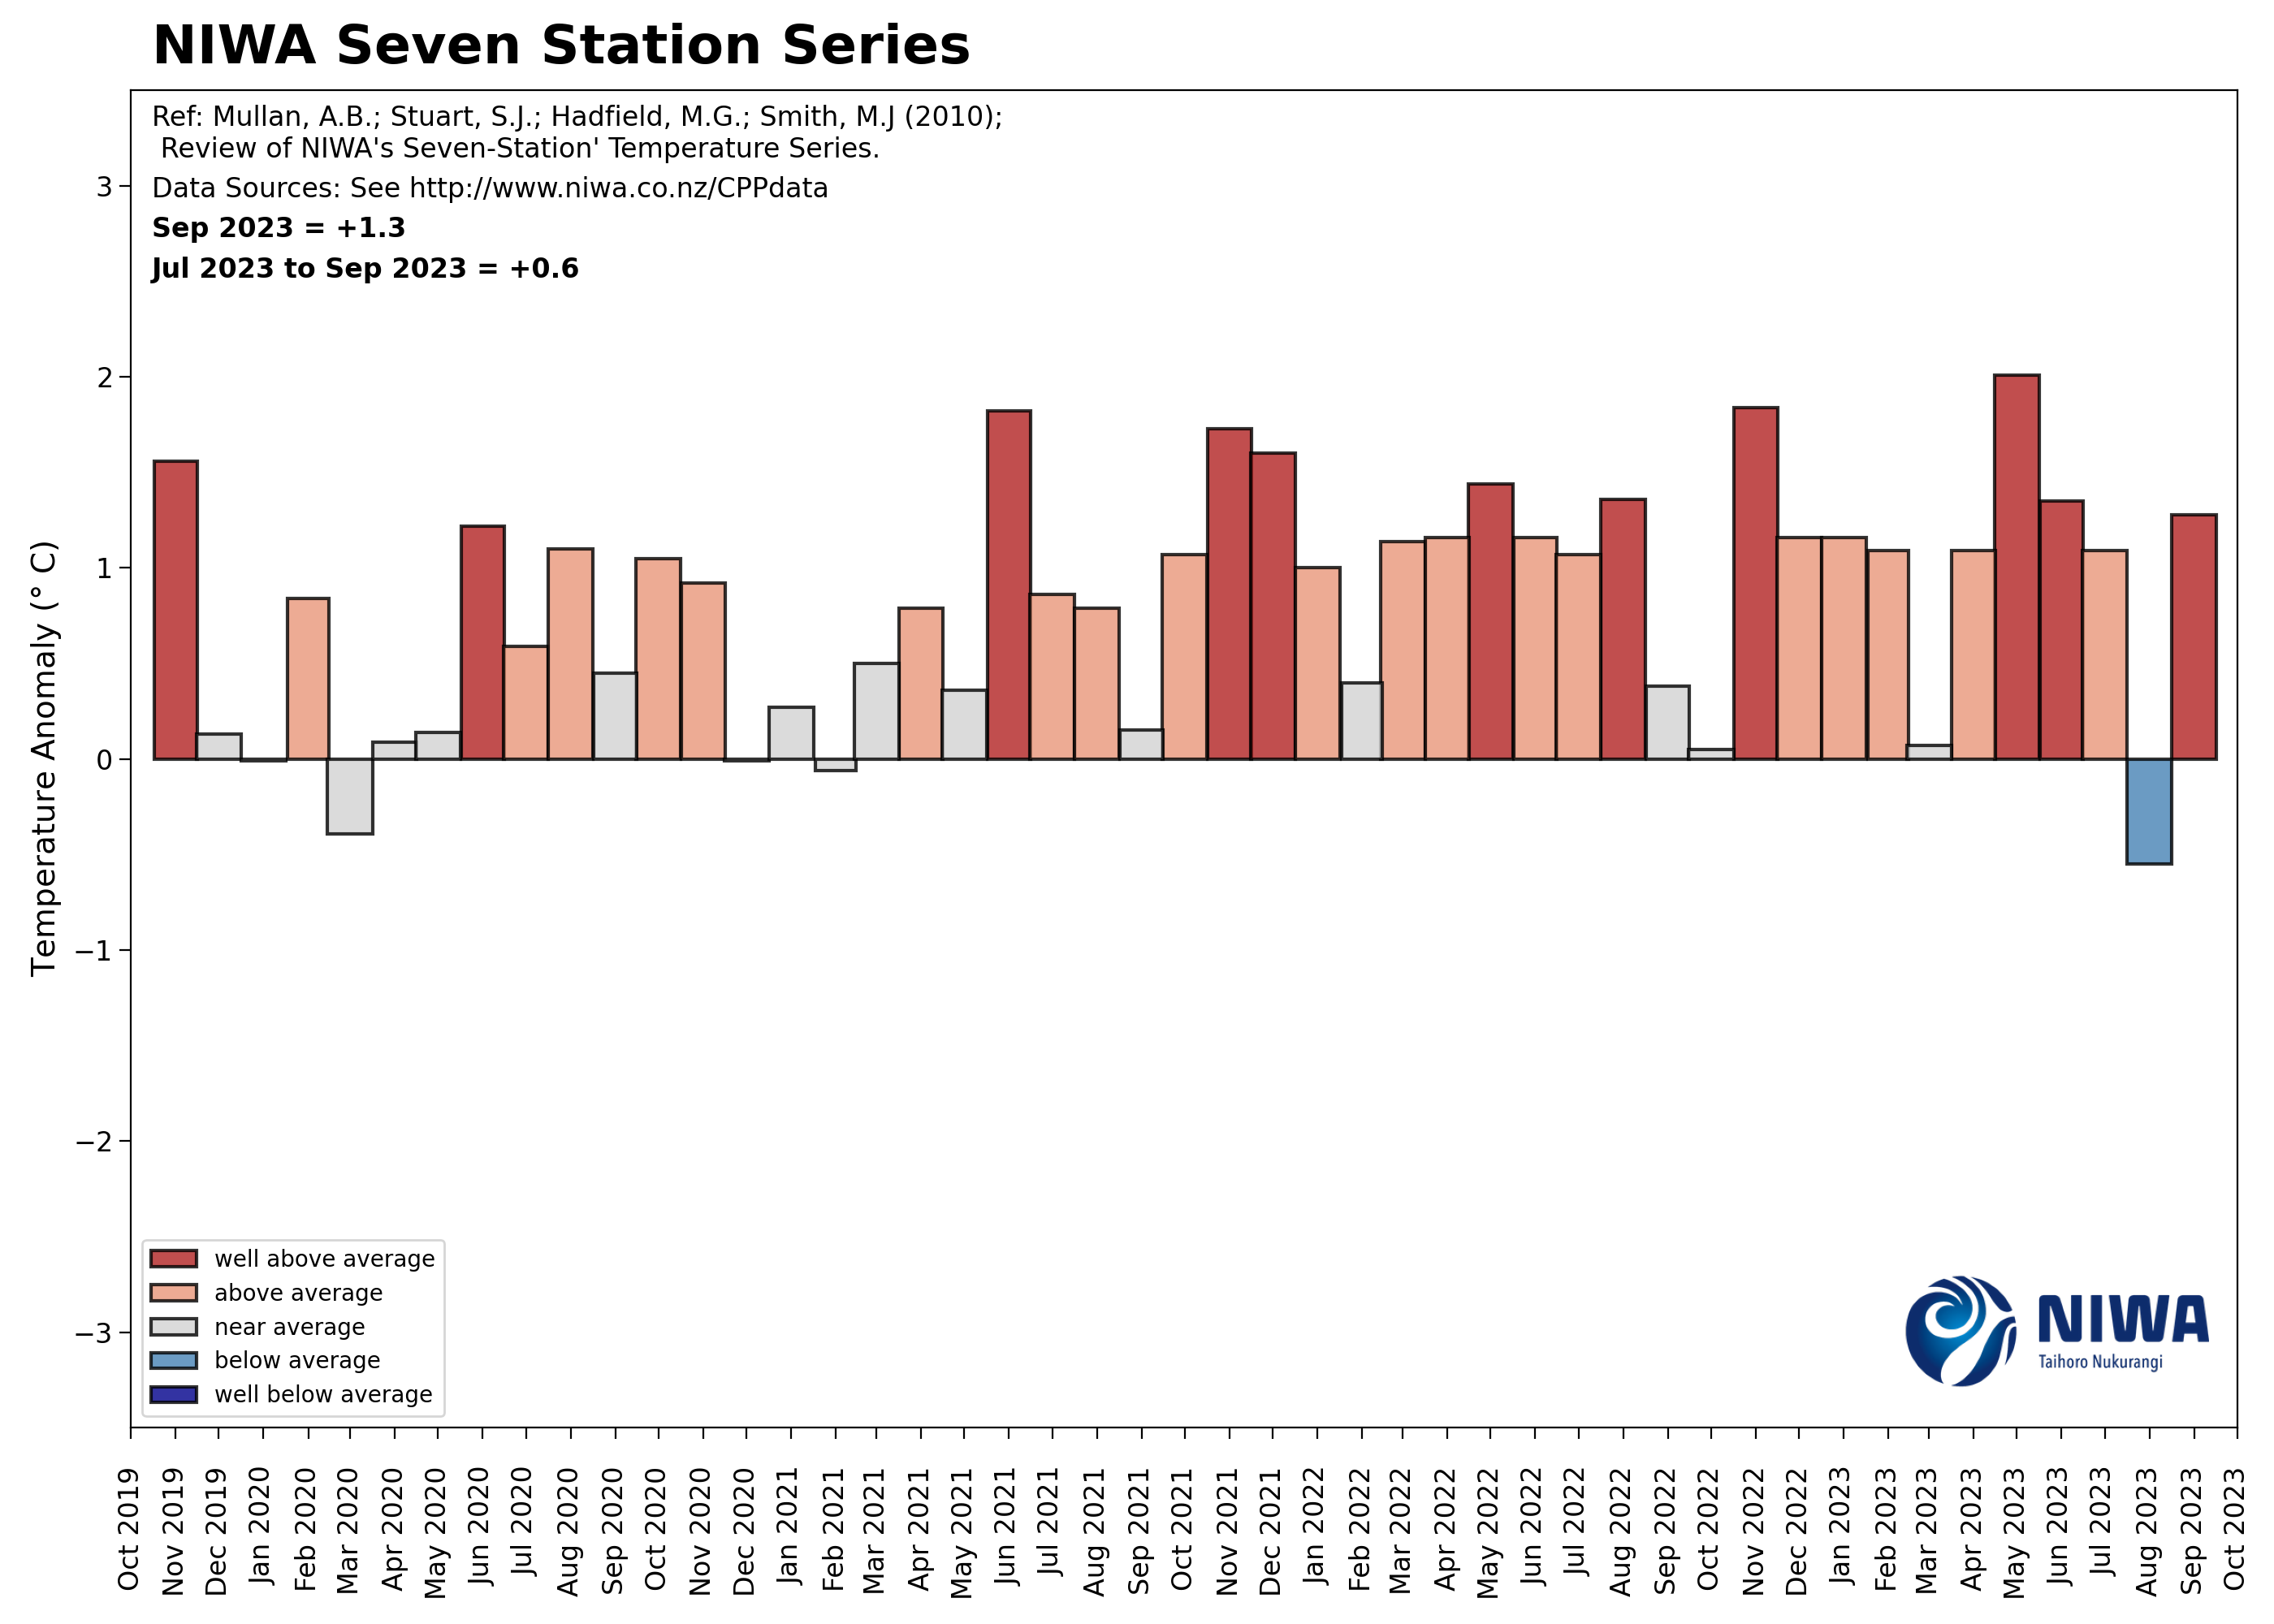 NIWA Seven Station Series
Ref: Mullan, A.B.; Stuart, S.J.; Hadfield, M.G.; Smith, M.J (2010);
Review of NIWA's Seven-Station' Temperature Series.
Data Sources: See http://www.niwa.co.nz/CPPdata
Sep 2023 = +1.3
Jul 2023 to Sep 2023 = +0.6
Temperature Anomaly (° C)
3
2
1
0
−1
−2
−3
well above average
above average
near average
below average
well below average
NIWA
Taihoro Nukurangi
Oct 2019
Nov 2019
Dec 2019
Jan 2020
Feb 2020
Mar 2020
Apr 2020
May 2020
Jun 2020
Jul 2020
Aug 2020
Sep 2020
Oct 2020
Nov 2020
Dec 2020
Jan 2021
Feb 2021
Mar 2021
Apr 2021
May 2021
Jun 2021
Jul 2021
Aug 2021
Sep 2021
Oct 2021
Nov 2021
Dec 2021
Jan 2022
Feb 2022
Mar 2022
Apr 2022
May 2022
Jun 2022
Jul 2022
Aug 2022
Sep 2022
Oct 2022
Nov 2022
Dec 2022
Jan 2023
Feb 2023
Mar 2023
Apr 2023
May 2023
Jun 2023
Jul 2023
Aug 2023
Sep 2023
Oct 2023